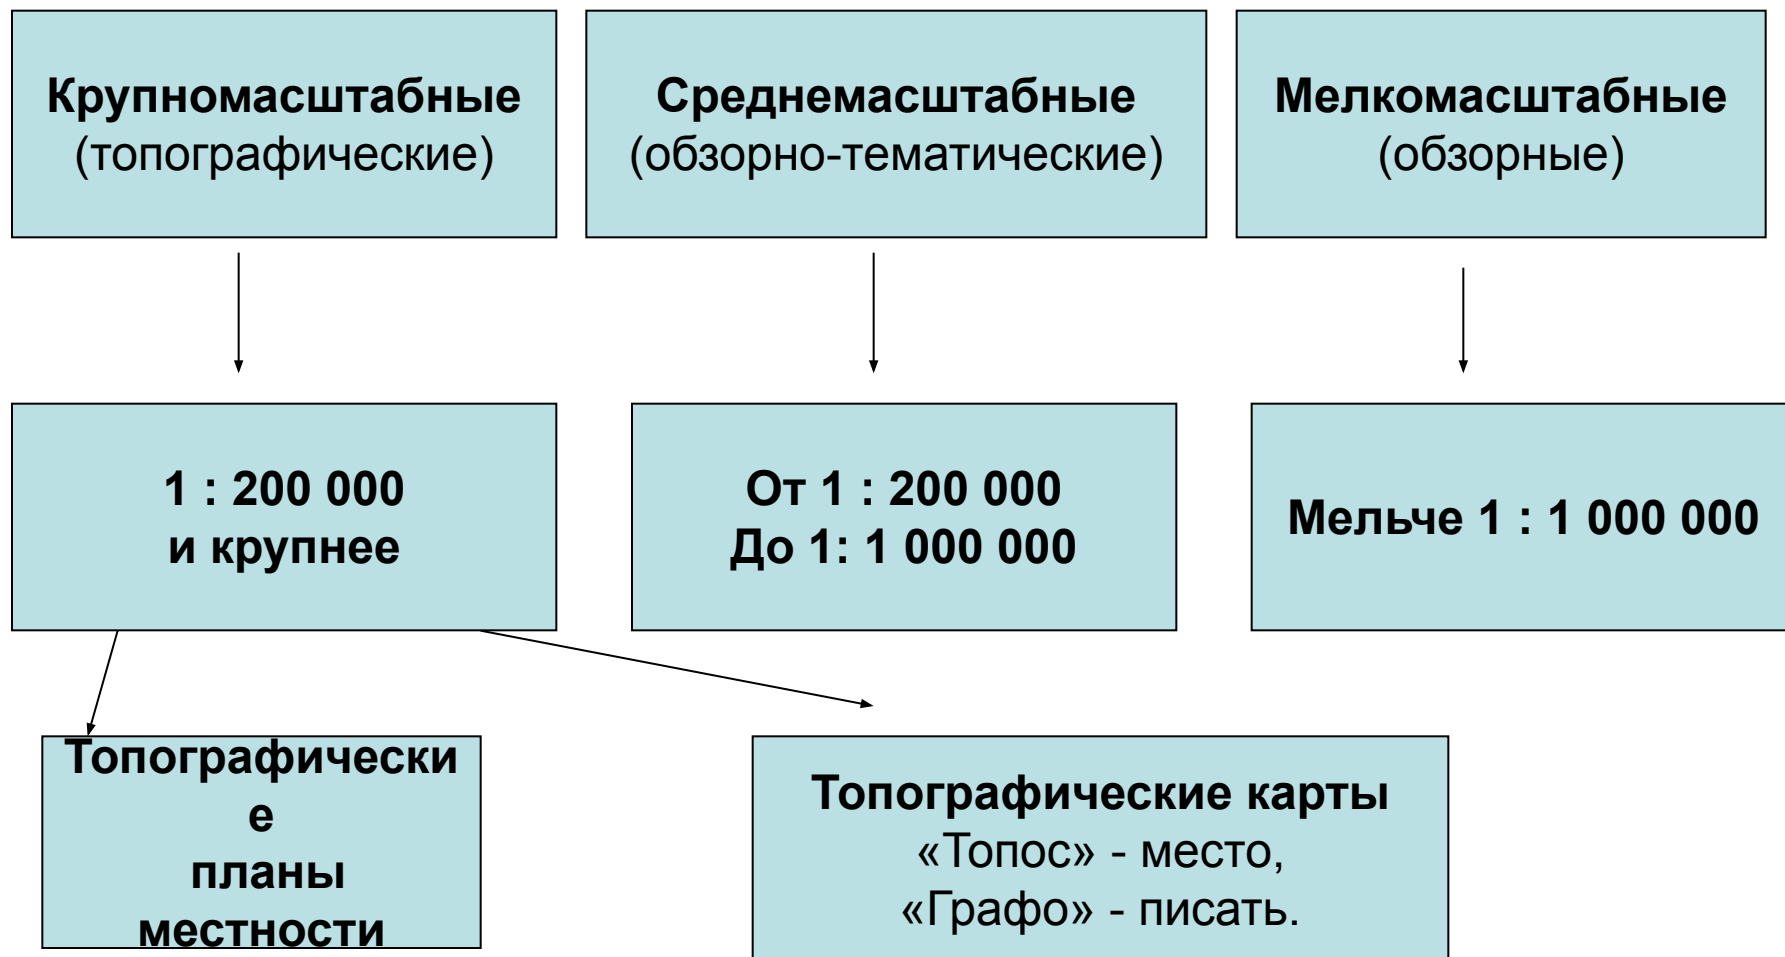 Крупномасштабные
(топографические)
Среднемасштабные
(обзорно-тематические)
Мелкомасштабные
(обзорные)
1 : 200 000
и крупнее
От 1 : 200 000
До 1: 1 000 000
Мельче 1 : 1 000 000
Топографически
е
планы
местности
Топографические карты
«Топос» - место,
«Графо» - писать.